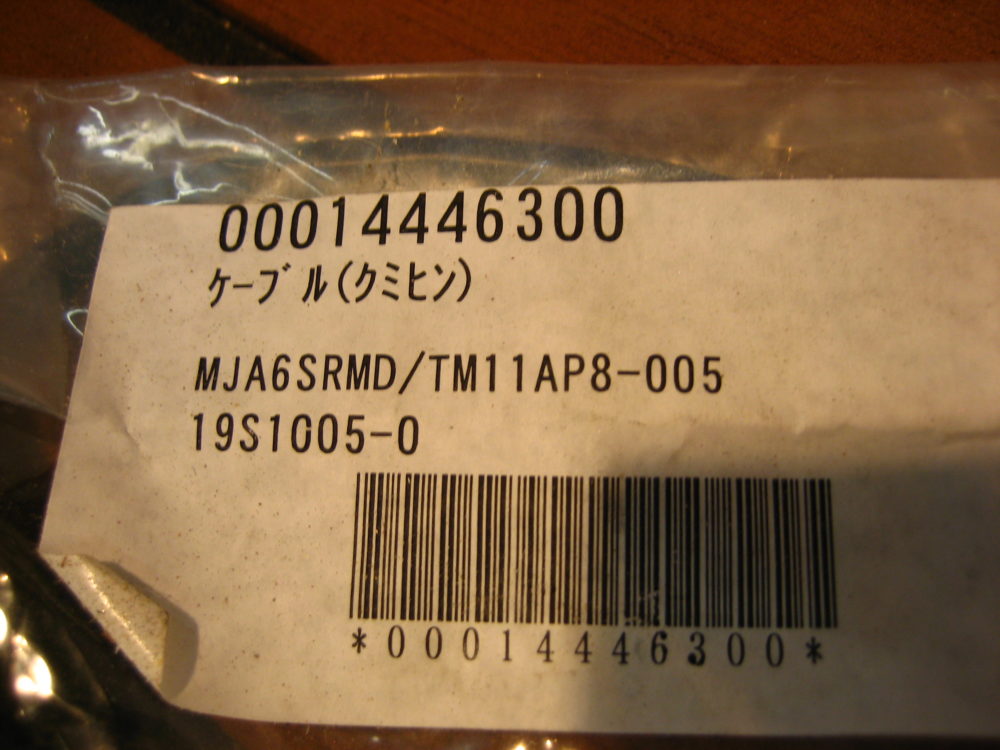 00014446300
ｹｰﾌﾞﾙ(ｸﾐﾋﾝ)
MJA6SRMD/TM11AP8-005
19S1005-0
*00014446300*